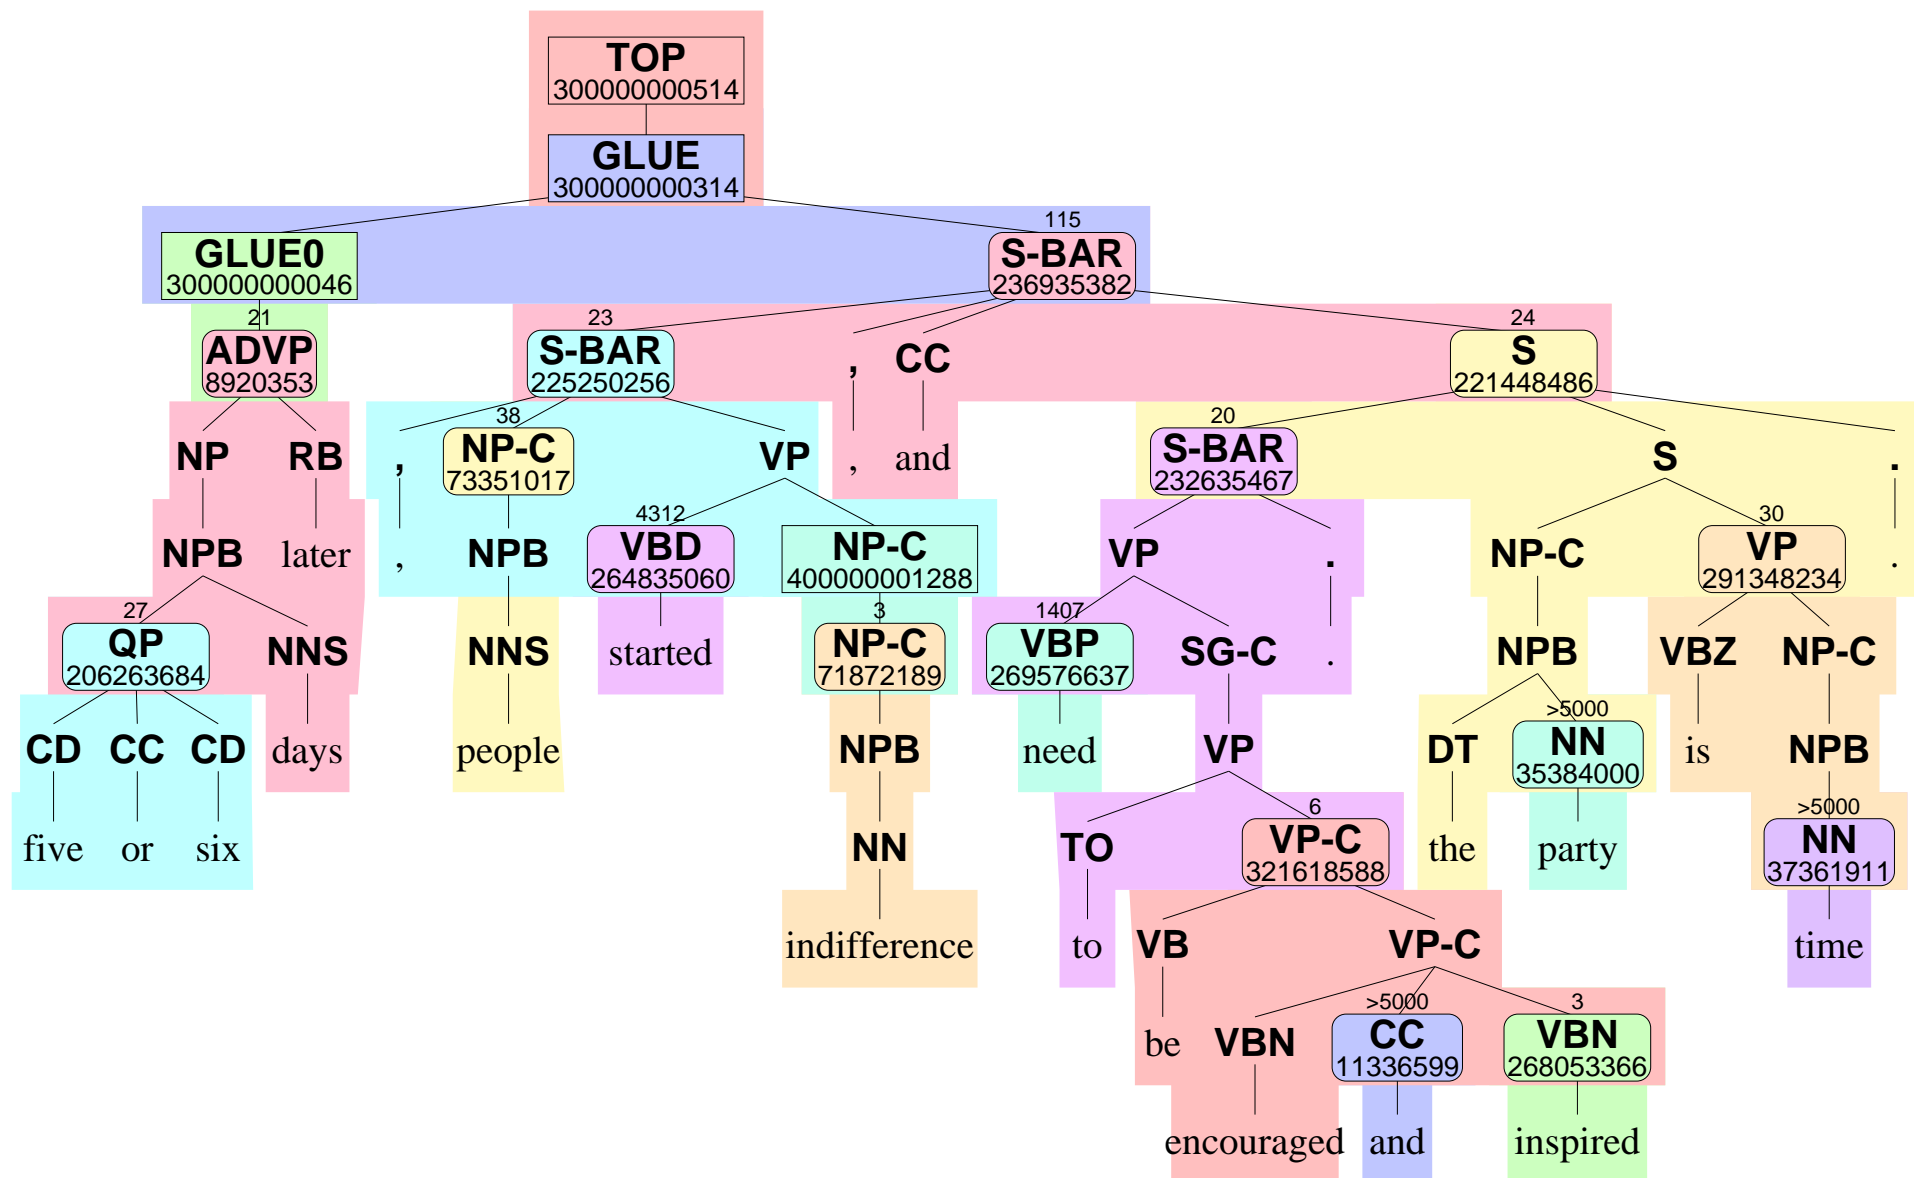 TOP
300000000514
GLUE
300000000314
115
GLUE0 S-BAR
300000000046 236935382
21 23 24
ADVP S-BAR , CC S
8920353 225250256 221448486
38 20
NP RB , NP-C VP , and S-BAR S .
73351017 232635467
4312 30
NPB later , NPB VBD NP-C VP . NP-C VP .
264835060 400000001288 291348234
27 3 1407
QP NNS NNS started NP-C VBP SG-C . NPB VBZ NP-C
206263684 71872189 269576637
>5000
CD CC CD days people NPB need VP DT NN is NPB
35384000
6 >5000
five or six NN TO VP-C the party NN
321618588 37361911
indifference to VB VP-C time
>5000 3
be VBN CC VBN
11336599 268053366
encouraged and inspired